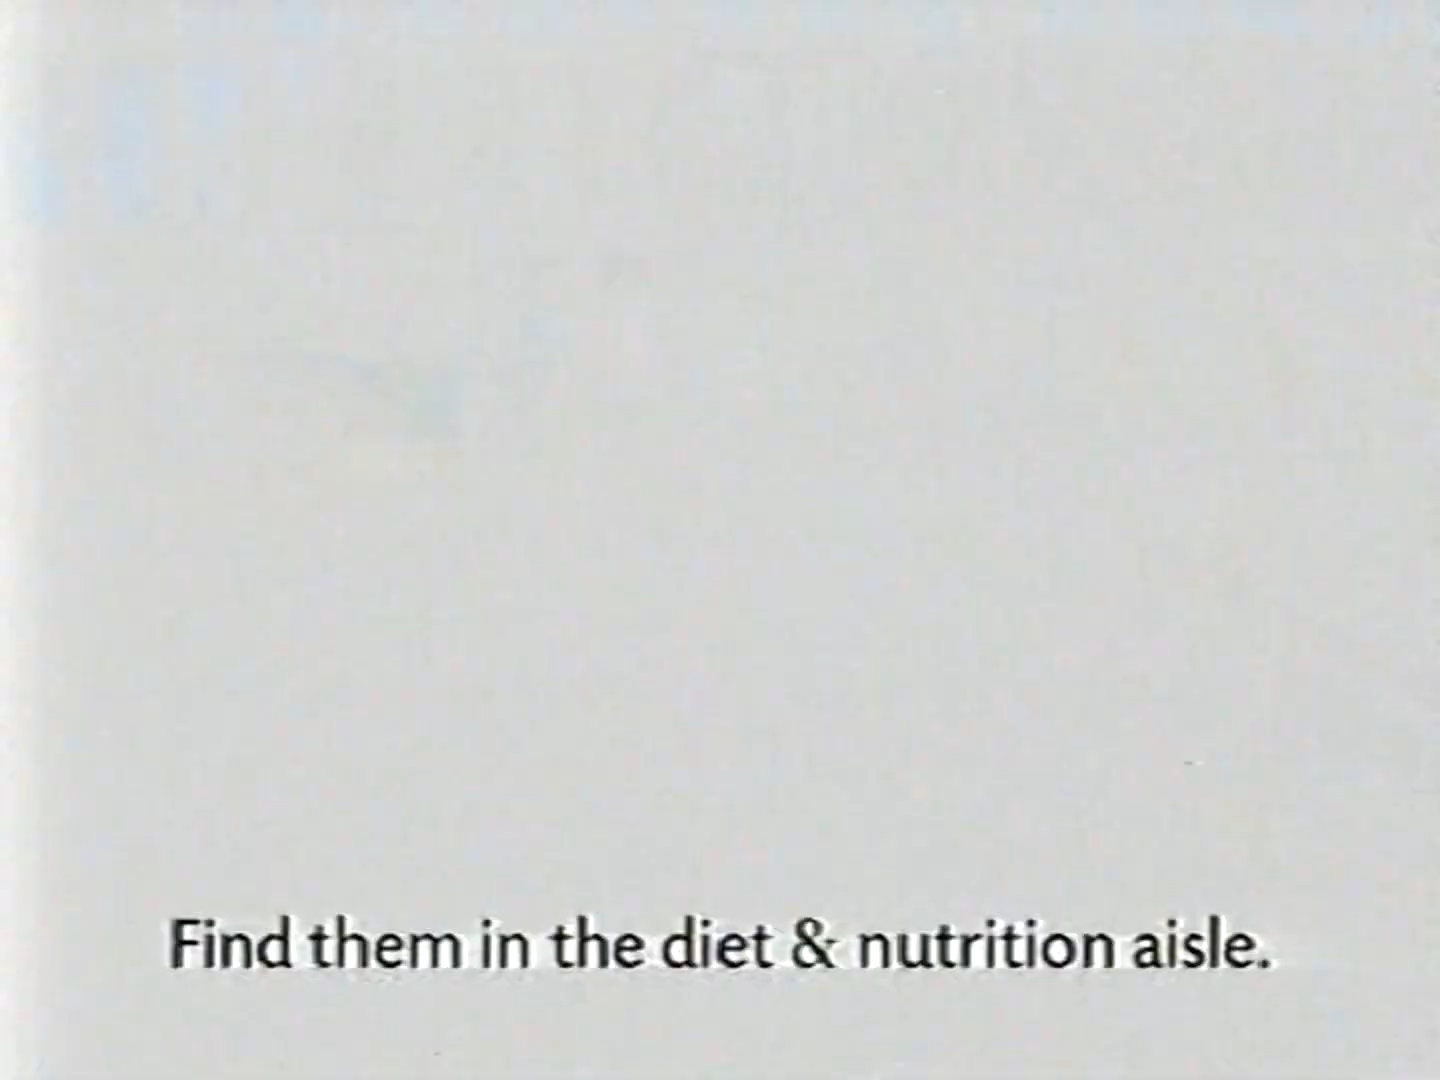 Find them in the diet & nutrition aisle.